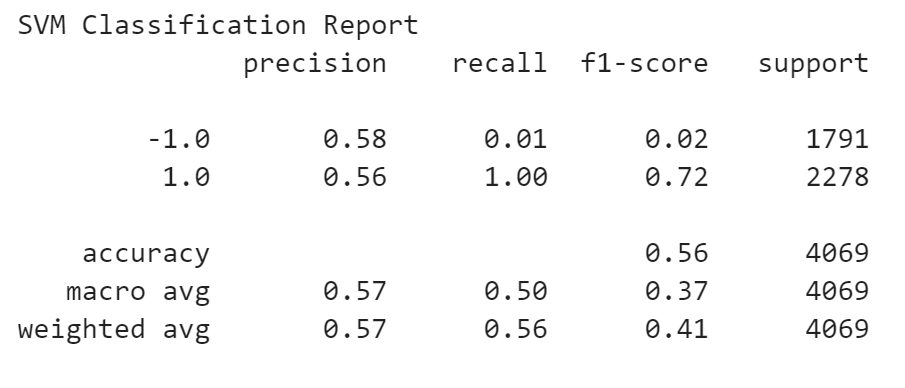 SVM Classification Report
precision recall f1-score support
-1.0 0.58 0.01 0.02 1791
1.0 0.56 1.00 0.72 2278
accuracy 0.56 4069
macro avg 0.57 0.50 0.37 4069
weighted avg 0.57 0.56 0.41 4069